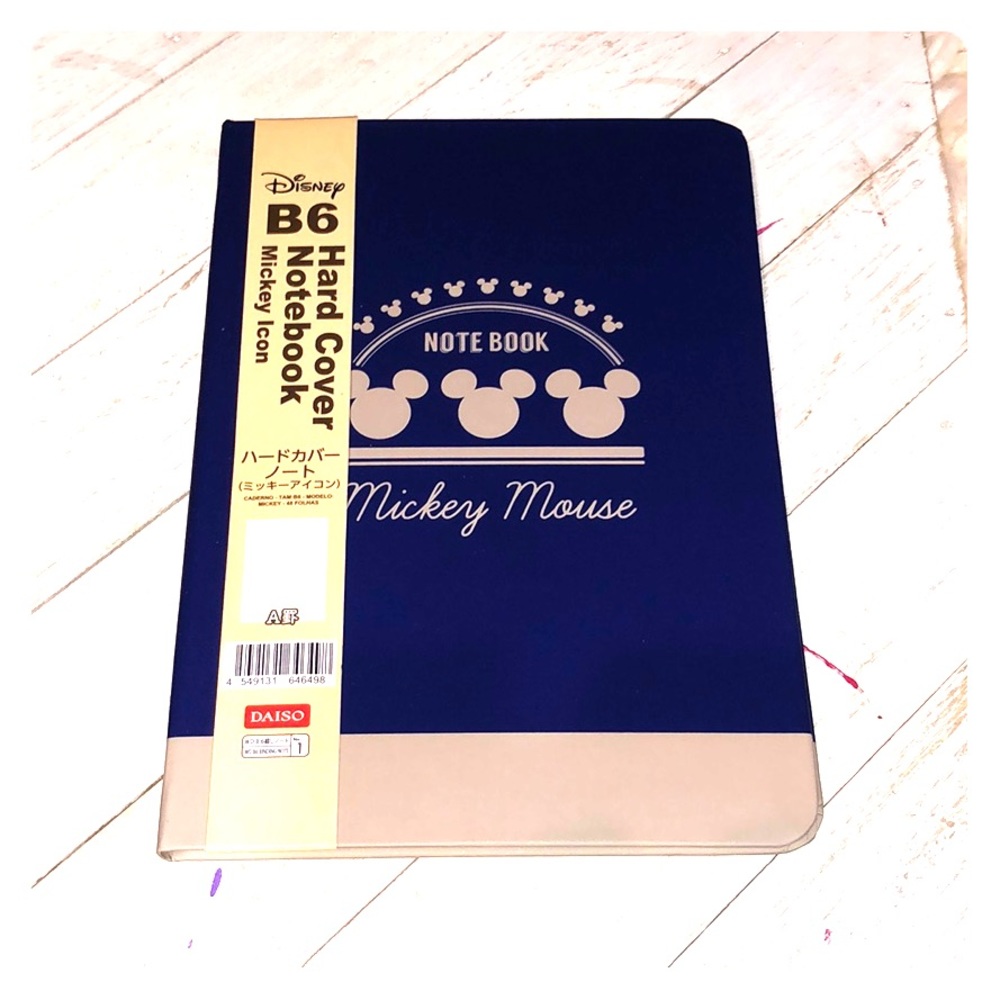 Disney
B6
Hard Cover
Notebook
Mickey Icon
ハードカバー
ノート
(ミッキーアイコン)
CADERNO - TAM B6 - MODELO
MICKEY - 48 FOLHAS
A罫
4 549131 646498
DAISO
1
NOTE BOOK
Mickey Mouse